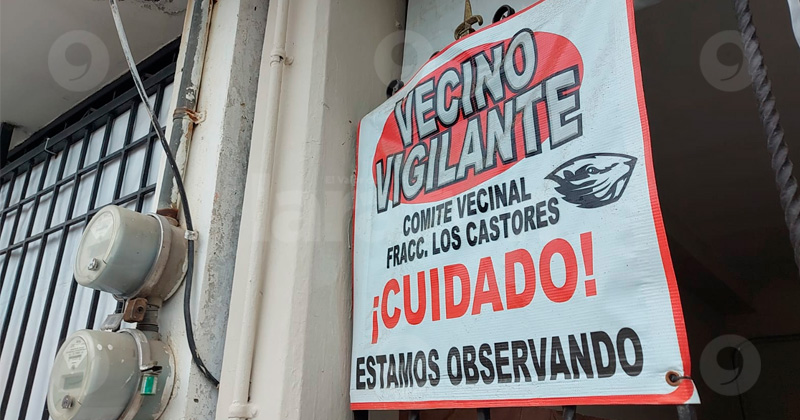 VECINO
VIGILANTE
COMITE VECINAL
FRACC. LOS CASTORES
¡CUIDADO!
ESTAMOS OBSERVANDO